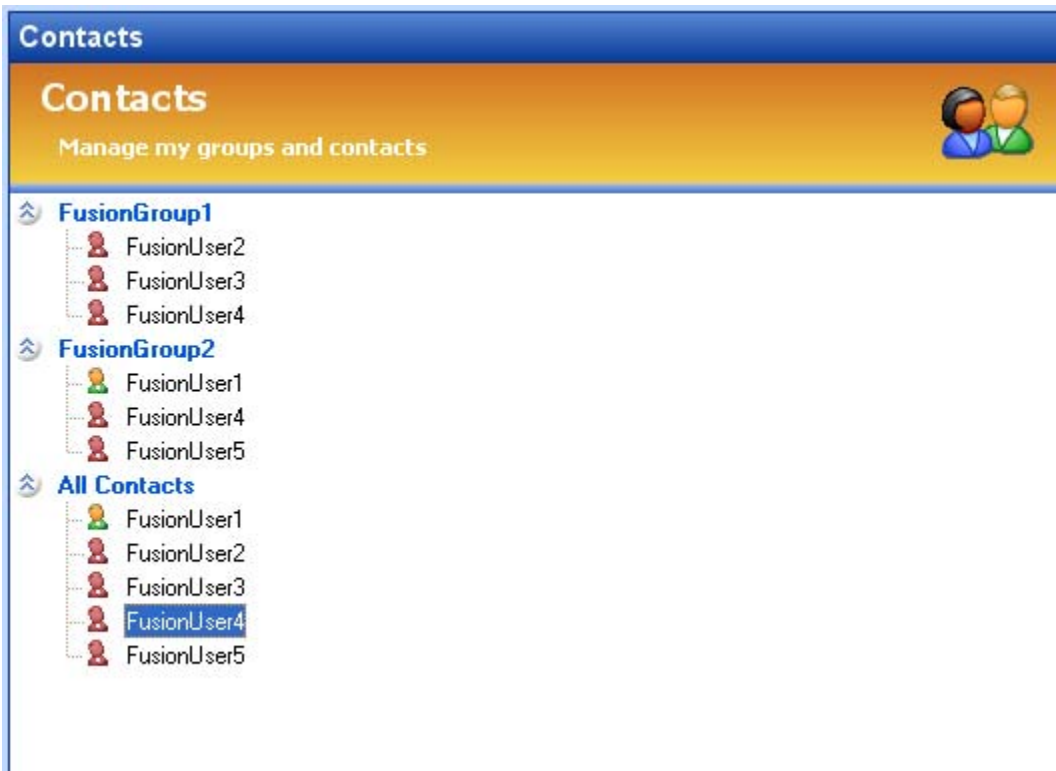 Contacts
Contacts
Manage my groups and contacts
FusionGroup1
FusionUser2
FusionUser3
FusionUser4
FusionGroup2
FusionUser1
FusionUser4
FusionUser5
All Contacts
FusionUser1
FusionUser2
FusionUser3
FusionUser4
FusionUser5